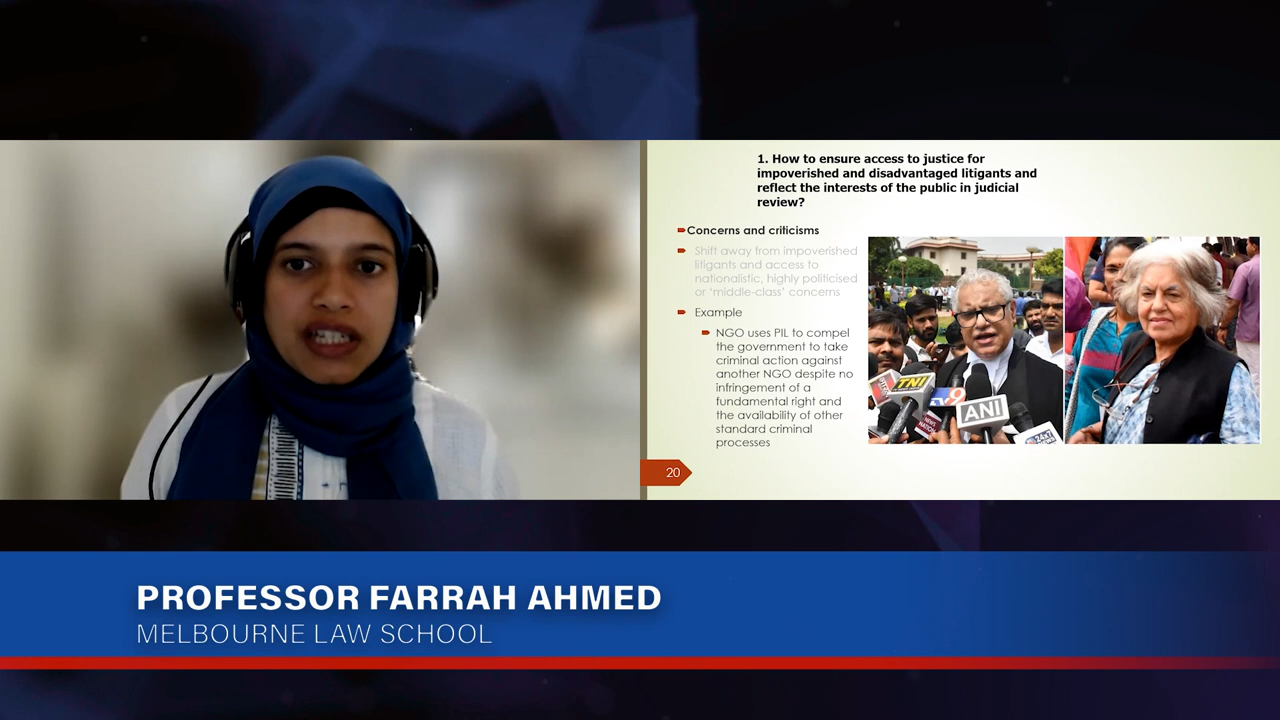 1. How to ensure access to justice for
impoverished and disadvantaged litigants and
reflect the interests of the public in judicial
review?
Concerns and criticisms
Shift away from impoverished
litigants and access to
nationalistic, highly politicised
or ‘middle-class’ concerns
Example
NGO uses PIL to compel
the government to take
criminal action against
another NGO despite no
infringement of a
fundamental right and
the availability of other
standard criminal
processes
TNI
9
NEWS
NATION
ANI
20
PROFESSOR FARRAH AHMED
MELBOURNE LAW SCHOOL